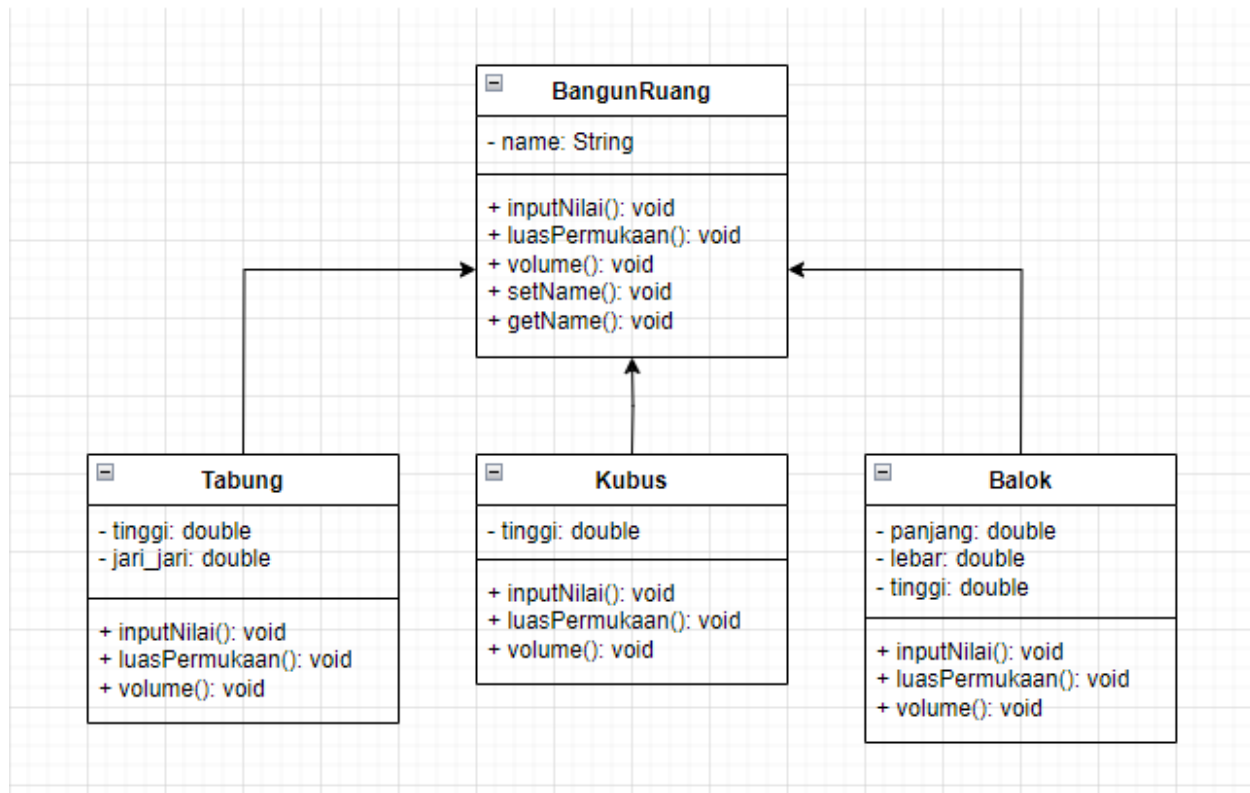 BangunRuang
- name: String
+ inputNilai(): void
+ luasPermukaan(): void
+ volume(): void
+ setName(): void
+ getName(): void
Tabung
- tinggi: double
- jari_jari: double
+ inputNilai(): void
+ luasPermukaan(): void
+ volume(): void
Kubus
- tinggi: double
+ inputNilai(): void
+ luasPermukaan(): void
+ volume(): void
Balok
- panjang: double
- lebar: double
- tinggi: double
+ inputNilai(): void
+ luasPermukaan(): void
+ volume(): void